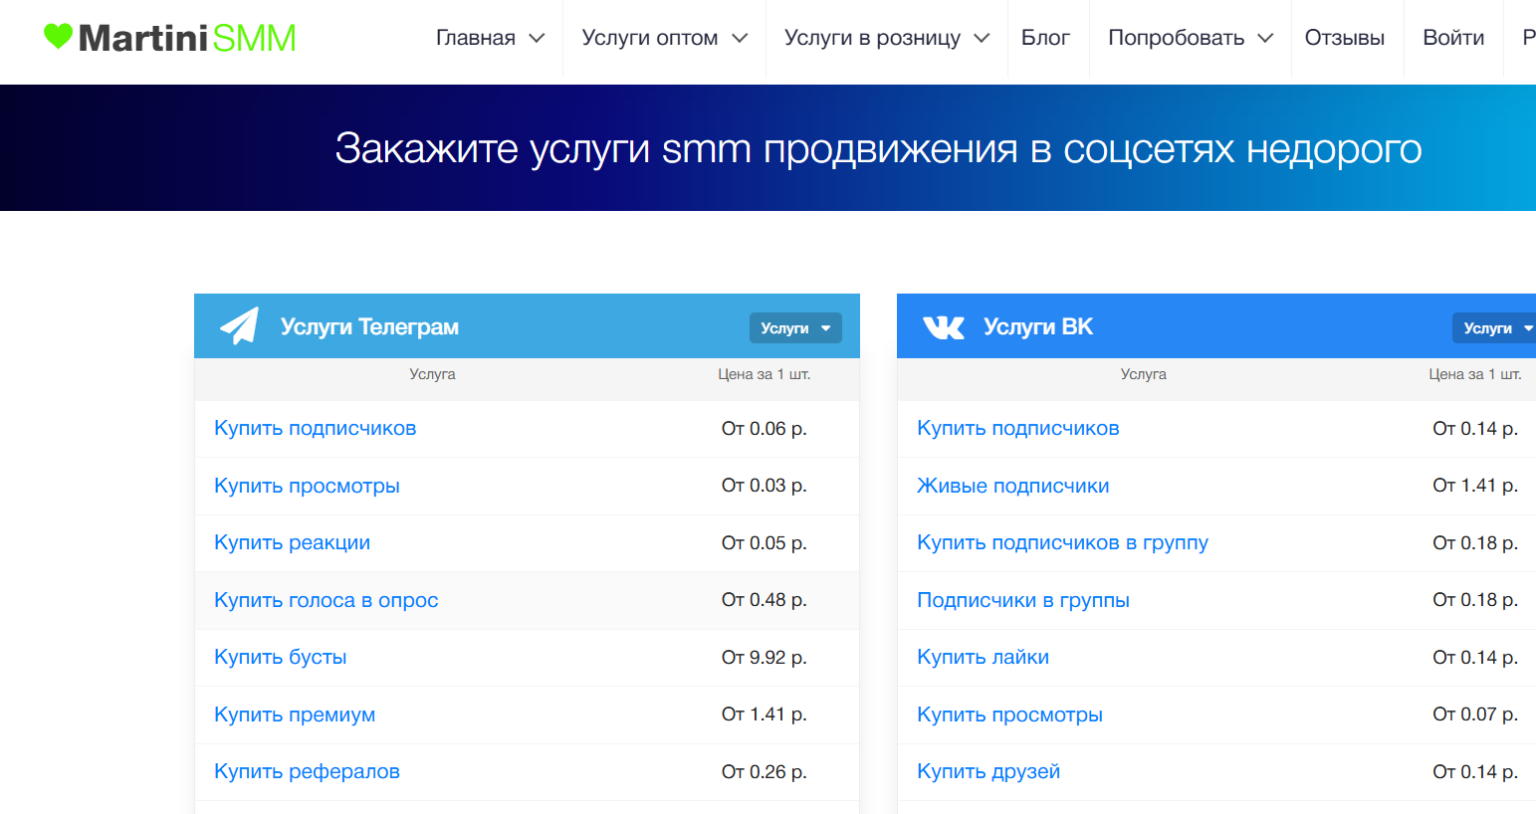 MartiniSMM
Главная Услуги оптом Услуги в розницу Блог Попробовать Отзывы Войти Р
Закажите услуги smm продвижения в соцсетях недорого
Услуги Телеграм Услуги
Услуга Цена за 1 шт.
Купить подписчиков От 0.06 р.
Купить просмотры От 0.03 р.
Купить реакции От 0.05 р.
Купить голоса в опрос От 0.48 р.
Купить бусты От 9.92 р.
Купить премиум От 1.41 р.
Купить рефералов От 0.26 р.
Услуги ВК Услуги
Услуга Цена за 1 шт.
Купить подписчиков От 0.14 р.
Живые подписчики От 1.41 р.
Купить подписчиков в группу От 0.18 р.
Подписчики в группы От 0.18 р.
Купить лайки От 0.14 р.
Купить просмотры От 0.07 р.
Купить друзей От 0.14 р.